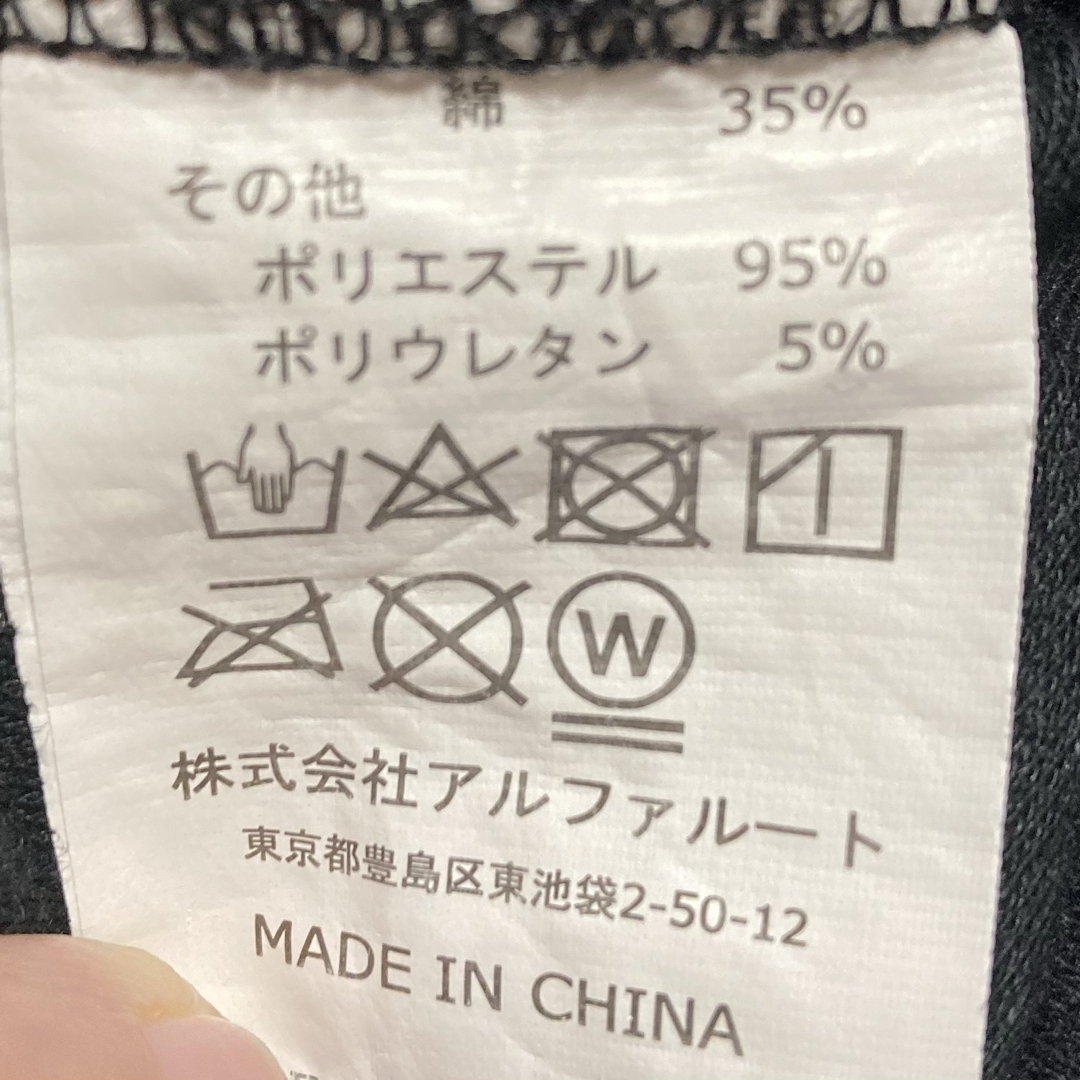 綿 35%
その他
ポリエステル 95%
ポリウレタン 5%
W
株式会社アルファルート
東京都豊島区東池袋2-50-12
MADE IN CHINA